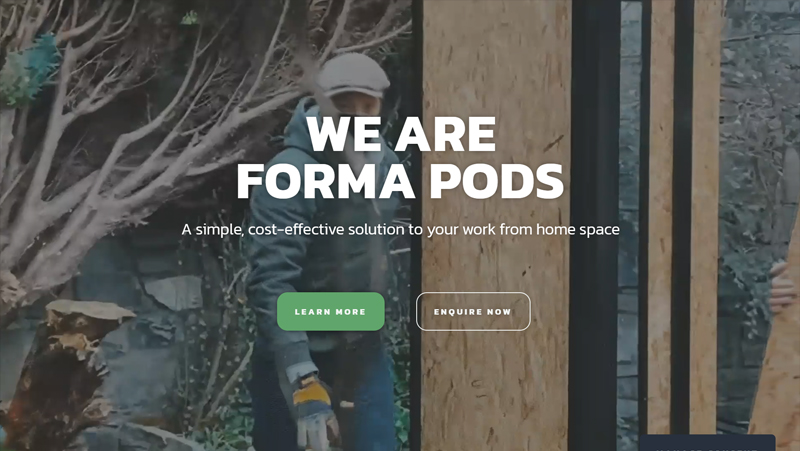 WE ARE
FORMA PODS
A simple, cost-effective solution to your work from home space
LEARN MORE
ENQUIRE NOW